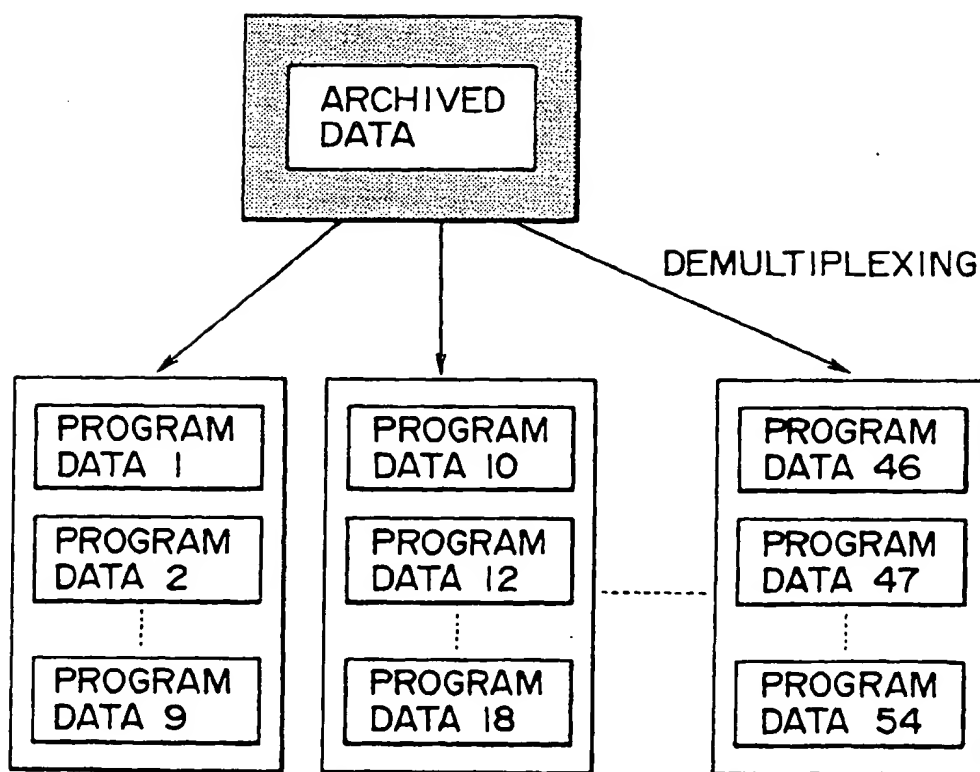 ARCHIVED
DATA
DEMULTIPLEXING
PROGRAM
DATA 1
PROGRAM
DATA 2
PROGRAM
DATA 9
PROGRAM
DATA 10
PROGRAM
DATA 12
PROGRAM
DATA 18
PROGRAM
DATA 46
PROGRAM
DATA 47
PROGRAM
DATA 54